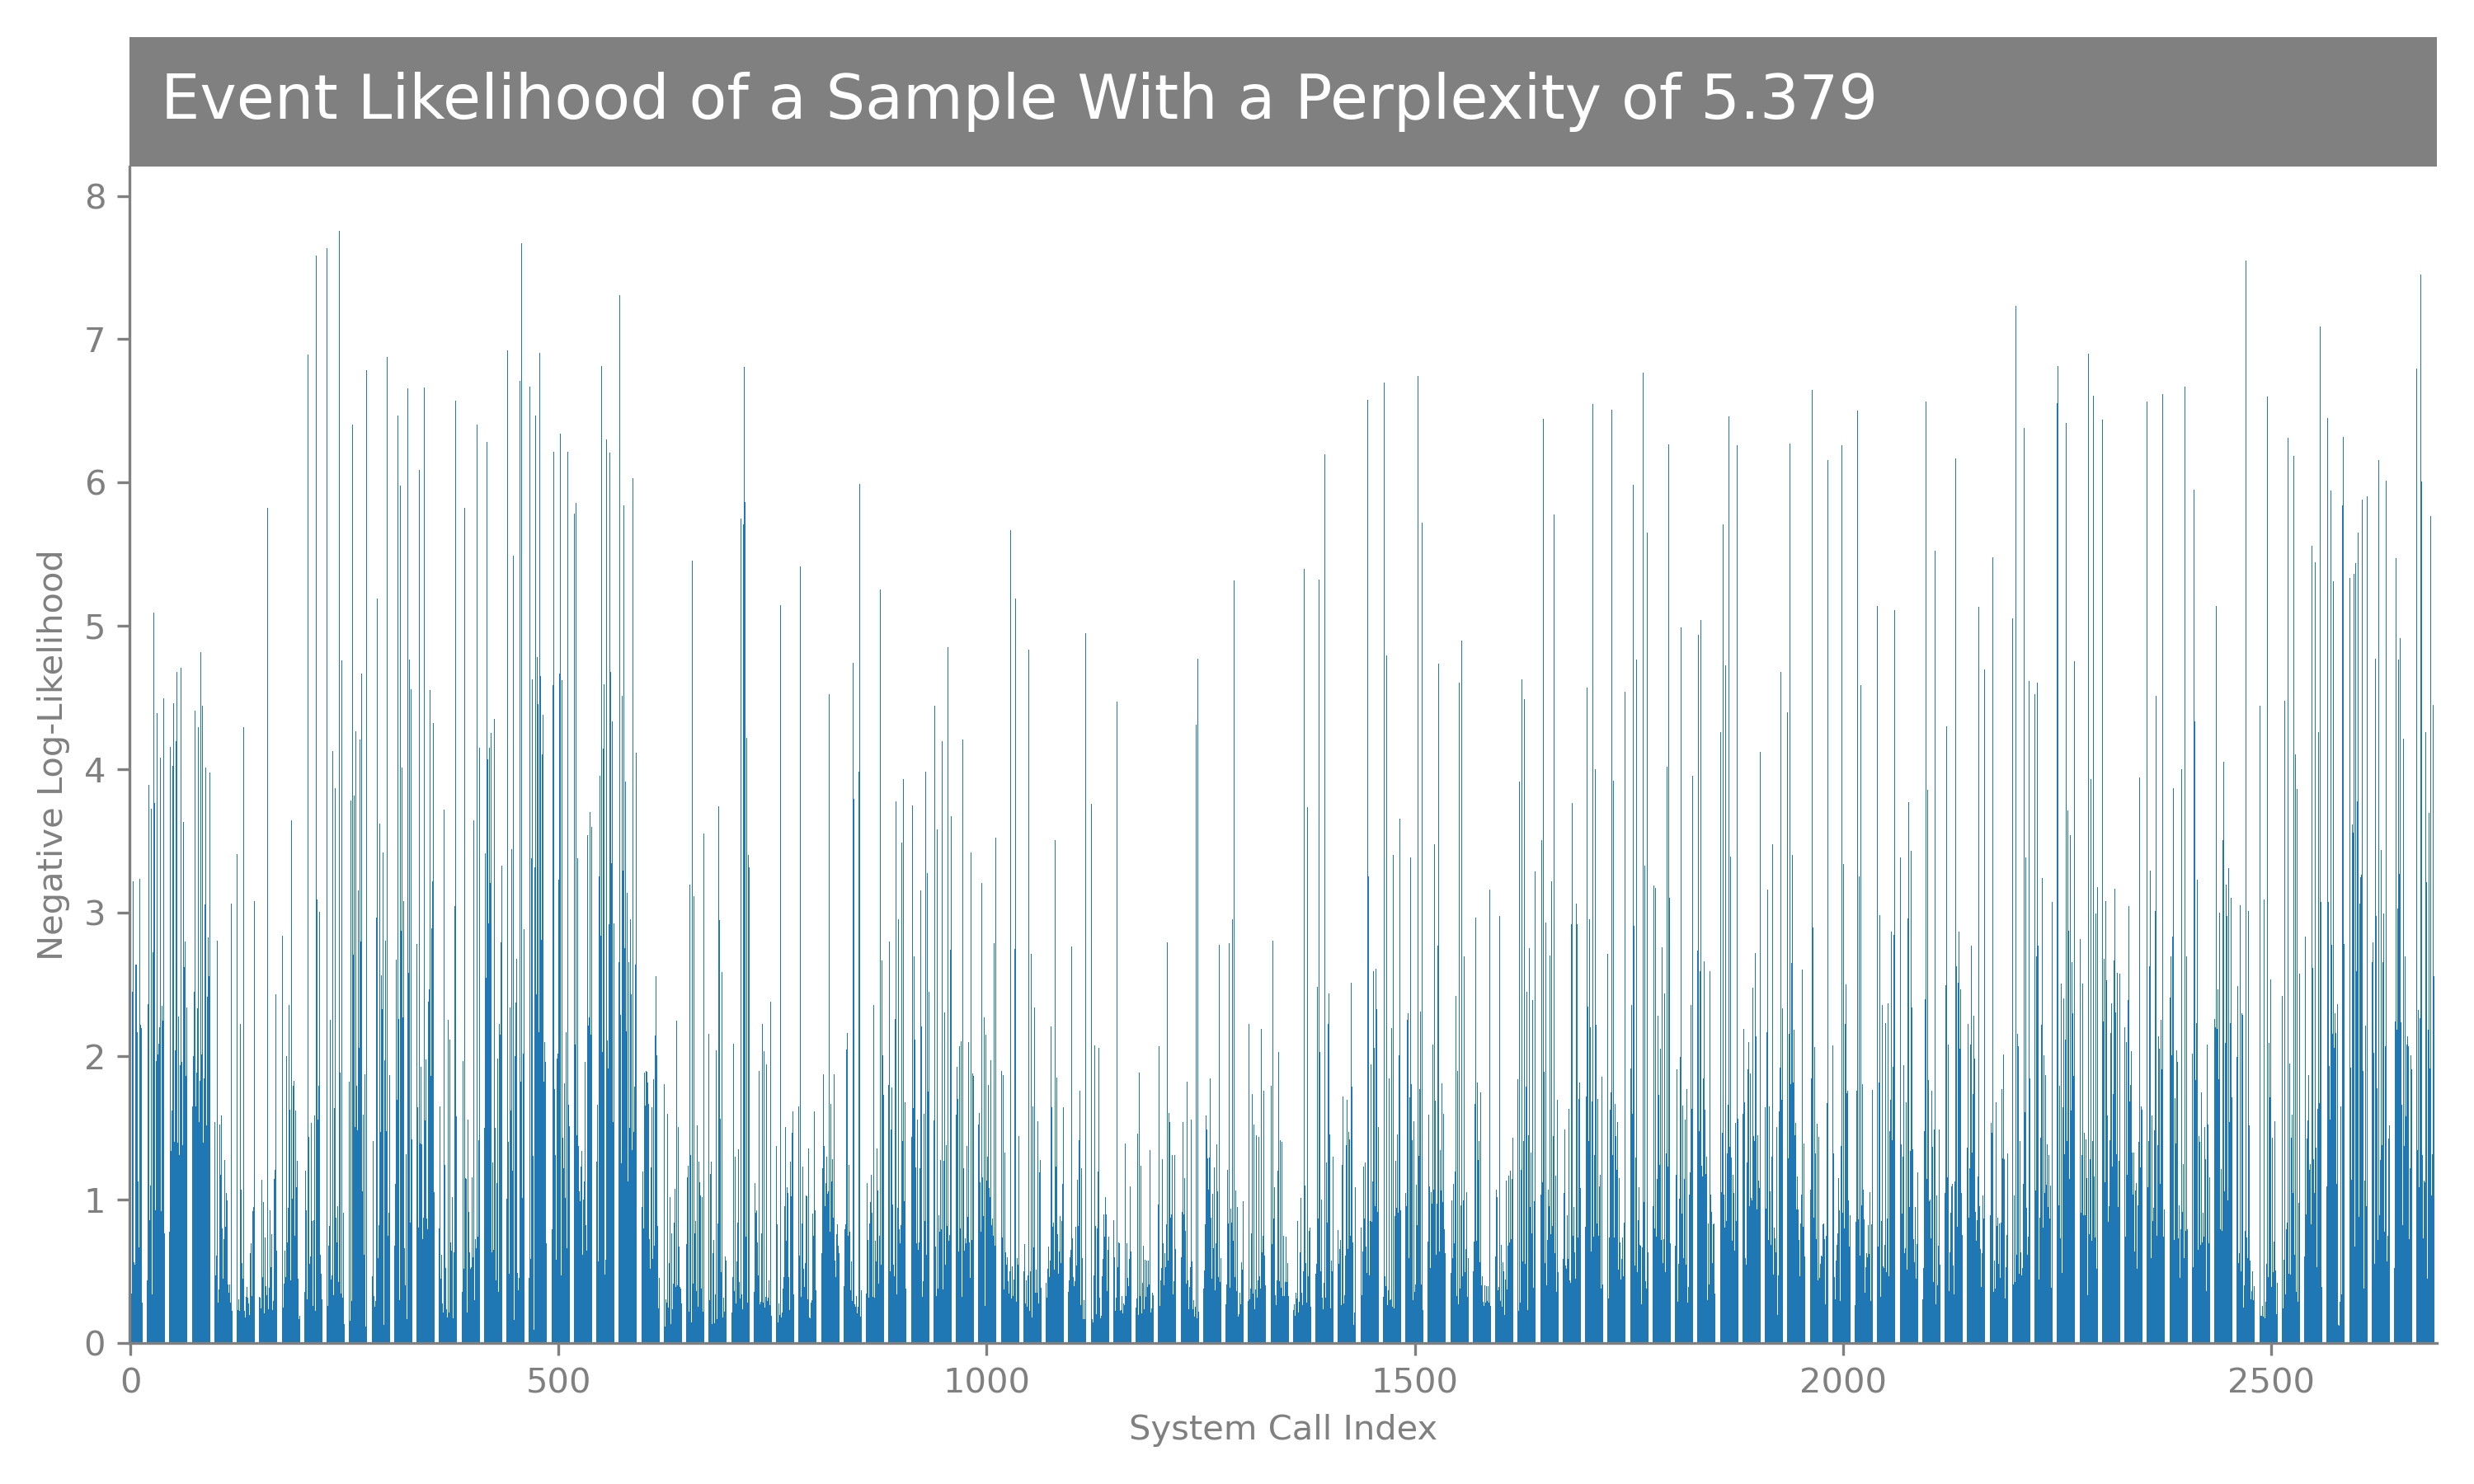 Event Likelihood of a Sample With a Perplexity of 5.379
8
7
6
5
4
3
2
1
0
Negative Log-Likelihood
0 500 1000 1500 2000 2500
System Call Index